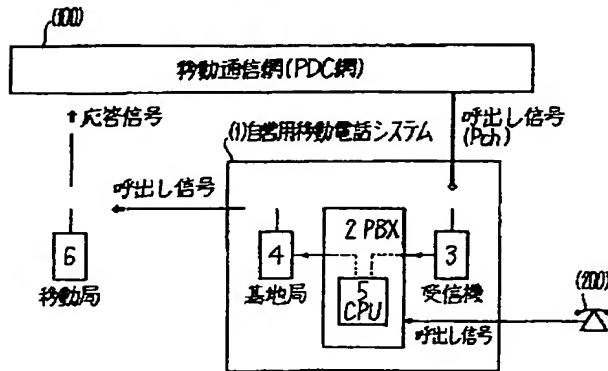 (100)
移動通信網(PDC網)
応答信号
呼出し信号
(Pch)
(1)自営用移動電話システム
呼出し信号
2 PBX
6
4
5
CPU
3
移動局
基地局
受信機
(200)
呼出し信号